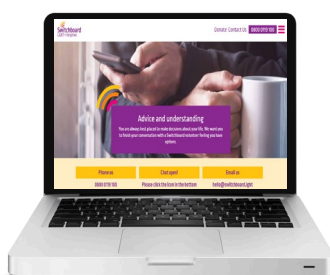 Switchboard
LGBT+ helpline
Donate Contact Us 0800 0119 100
Advice and understanding
You are always best placed to make decisions about your life. We want you
to finish your conversation with a Switchboard volunteer feeling you have
options.
Phone us Chat open! Email us
0800 0119 100 Please click the icon in the bottom hello@switchboard.lgbt